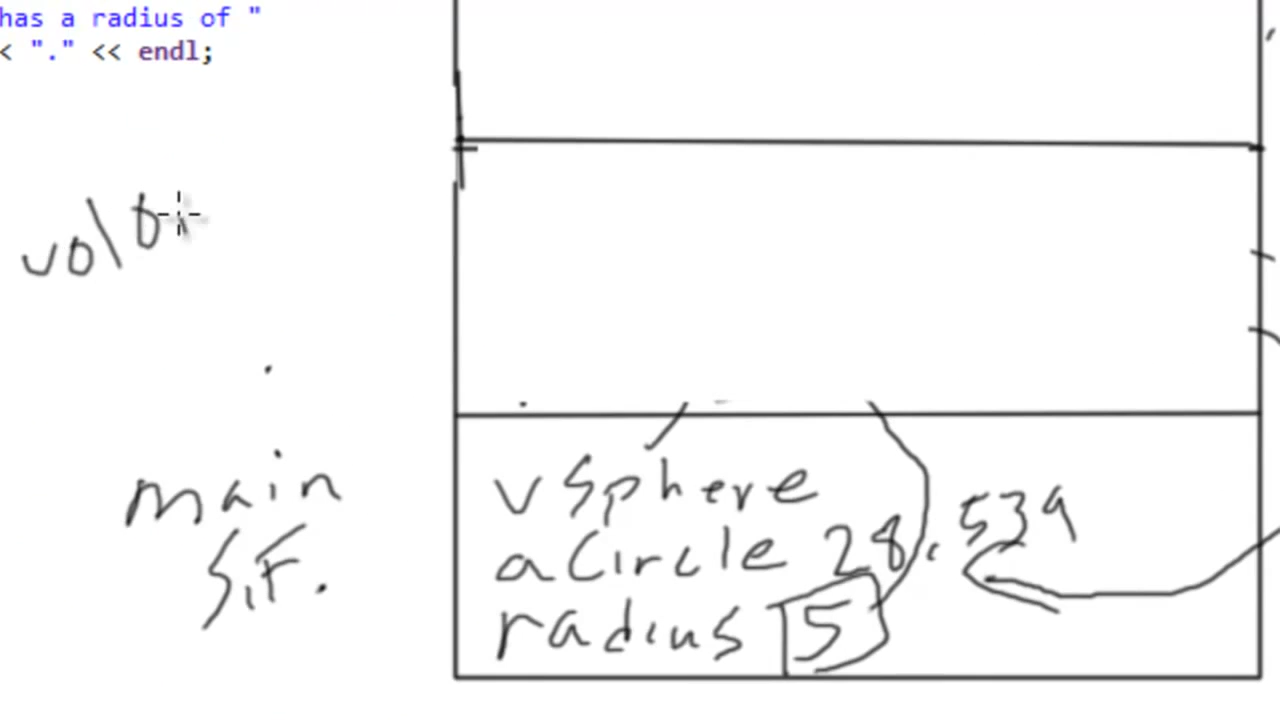 has a radius of "
< "." << endl;
vol
main
s.f.
vSphere
aCircle 28.539
radius 5